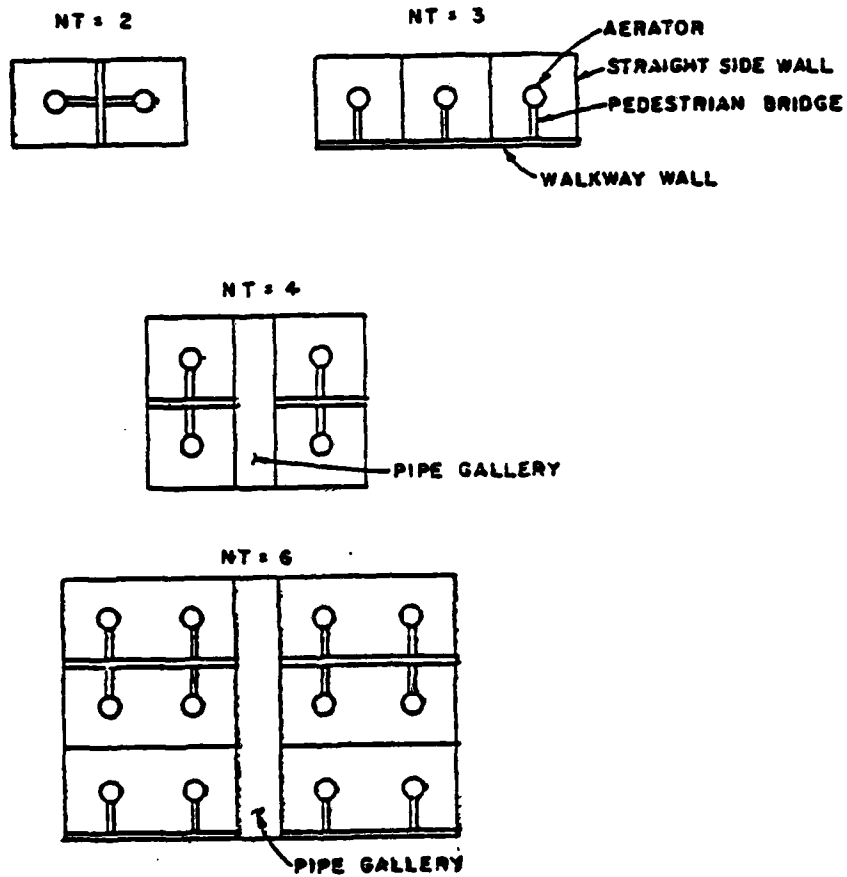 NT = 2
NT = 3
AERATOR
STRAIGHT SIDE WALL
PEDESTRIAN BRIDGE
WALKWAY WALL
NT = 4
PIPE GALLERY
NT = 6
PIPE GALLERY